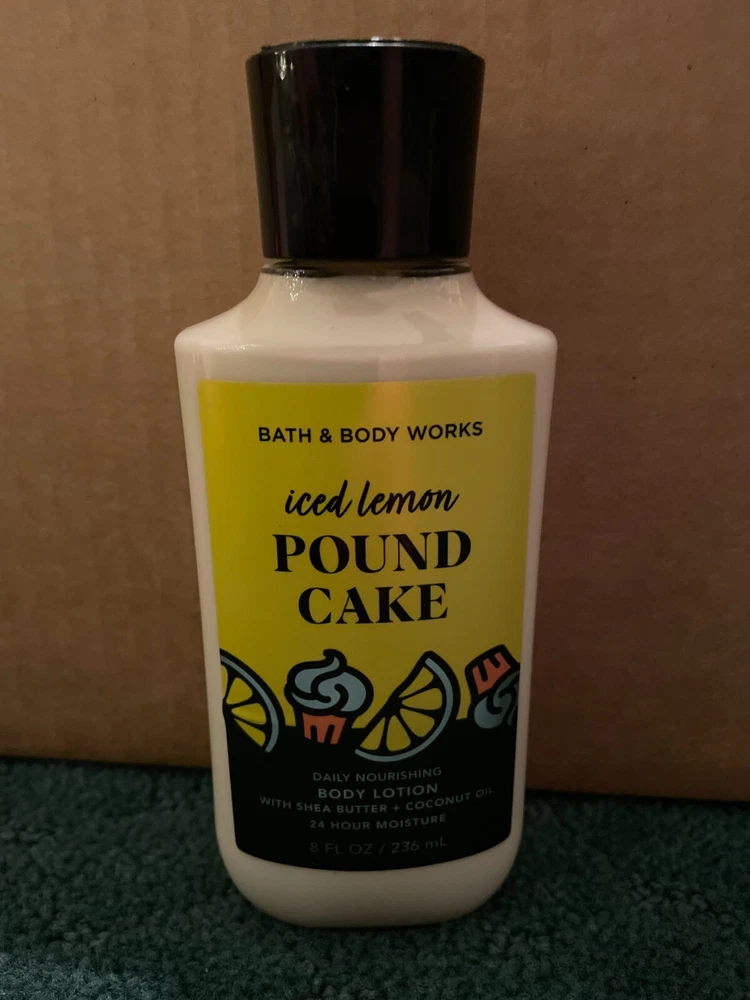 BATH & BODY WORKS
iced lemon
POUND
CAKE
DAILY NOURISHING
BODY LOTION
WITH SHEA BUTTER + COCONUT OIL
24 HOUR MOISTURE
8 FL OZ / 236 mL